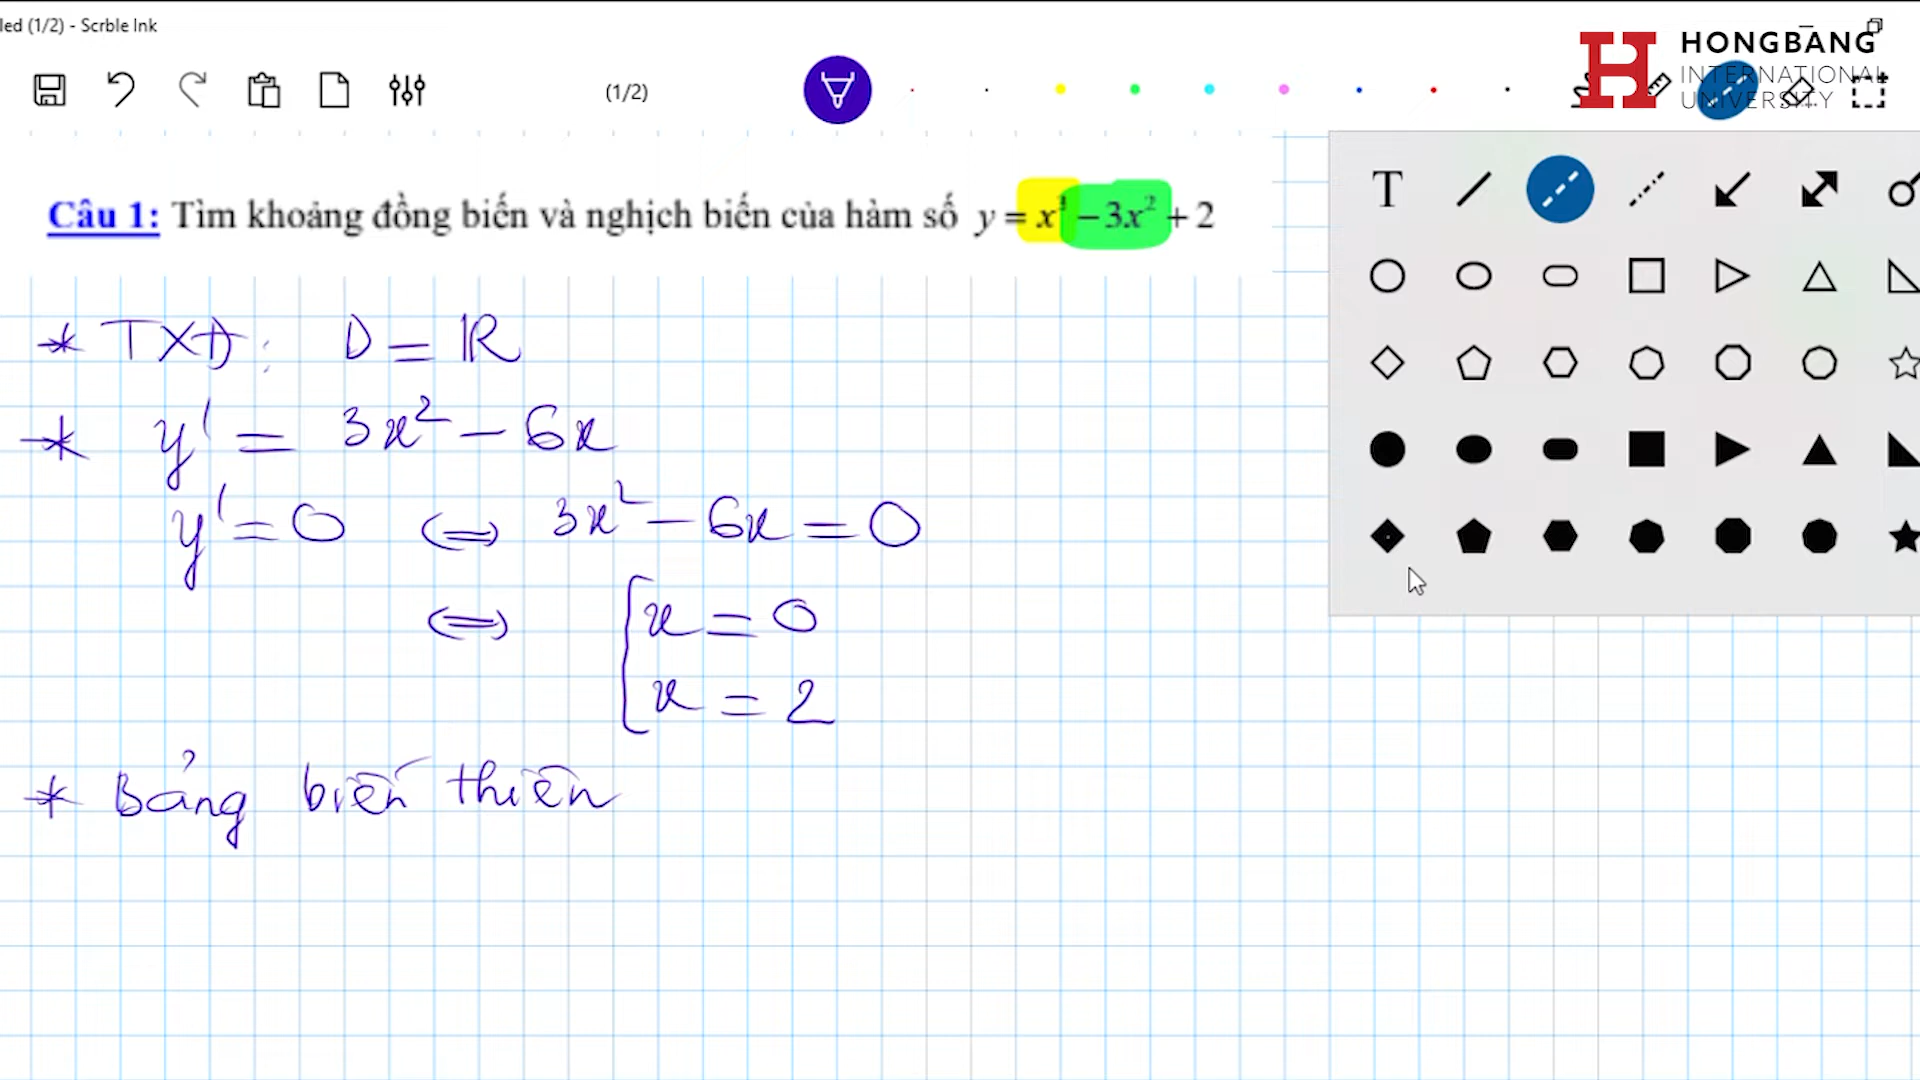 led (1/2) - Scrble Ink
HONGBANG
INTERNATIONAL
UNIVERSITY
(1/2)
T
Câu 1: Tìm khoảng đồng biến và nghịch biến của hàm số y = x³ − 3x² + 2
* TXĐ: D = ℝ
* y' = 3x² − 6x
y' = 0 ⇔ 3x² − 6x = 0
⇔ [ x = 0
x = 2
* Bảng biến thiên